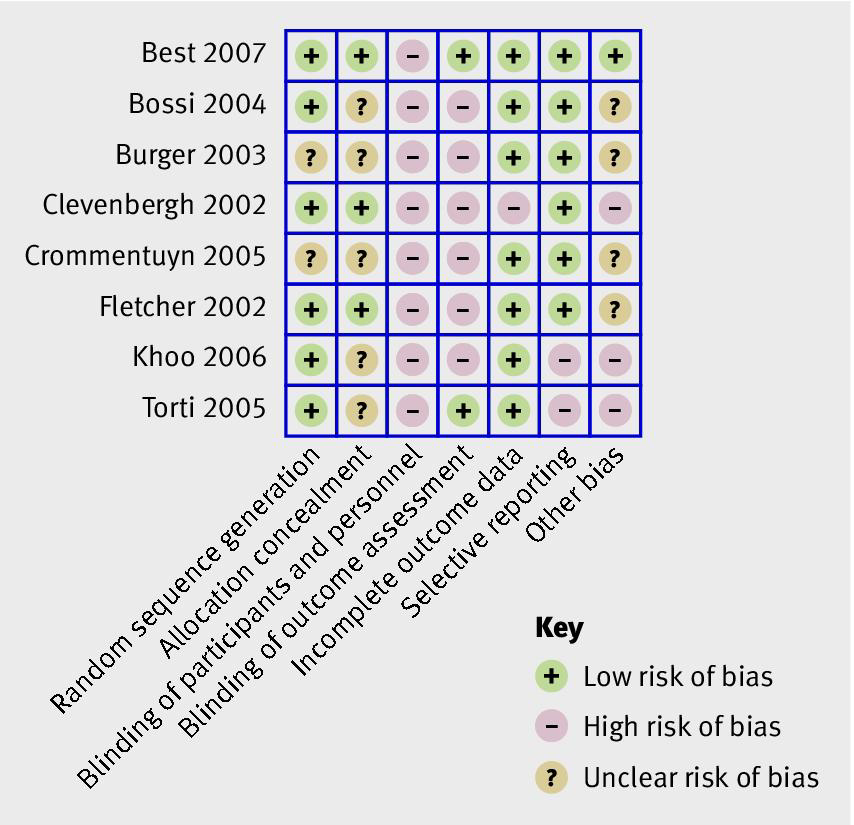 Best 2007 + + – + + + +
Bossi 2004 + ? – – + + ?
Burger 2003 ? ? – – + + ?
Clevenbergh 2002 + + – – – + –
Crommentuyn 2005 ? ? – – + + ?
Fletcher 2002 + + – – + + ?
Khoo 2006 + ? – – + – –
Torti 2005 + ? – + + – –
Random sequence generation
Allocation concealment
Blinding of participants and personnel
Blinding of outcome assessment
Incomplete outcome data
Selective reporting
Other bias
Key
+ Low risk of bias
– High risk of bias
? Unclear risk of bias